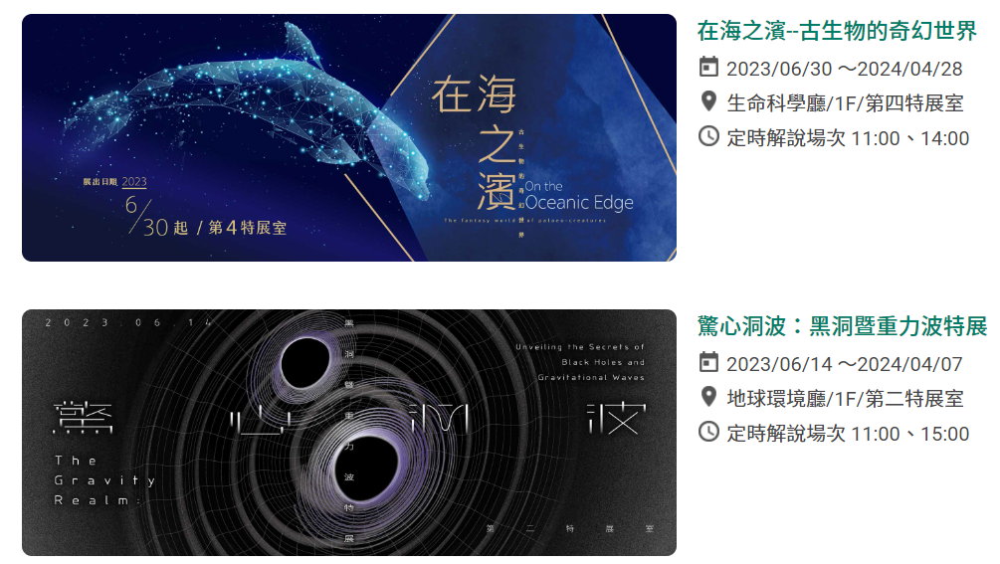 在海之濱
古生物的奇幻世界
On the
Oceanic Edge
The fantasy world of palaeo-creatures
展出日期 2023
6/30 起 / 第4特展室
在海之濱--古生物的奇幻世界
2023/06/30 ～2024/04/28
生命科學廳/1F/第四特展室
定時解說場次 11:00、14:00
2023.06.14
黑洞暨重力波特展
Unveiling the Secrets of
Black Holes and
Gravitational Waves
驚心洞波
The
Gravity
Realm:
第二特展室
驚心洞波：黑洞暨重力波特展
2023/06/14 ～2024/04/07
地球環境廳/1F/第二特展室
定時解說場次 11:00、15:00